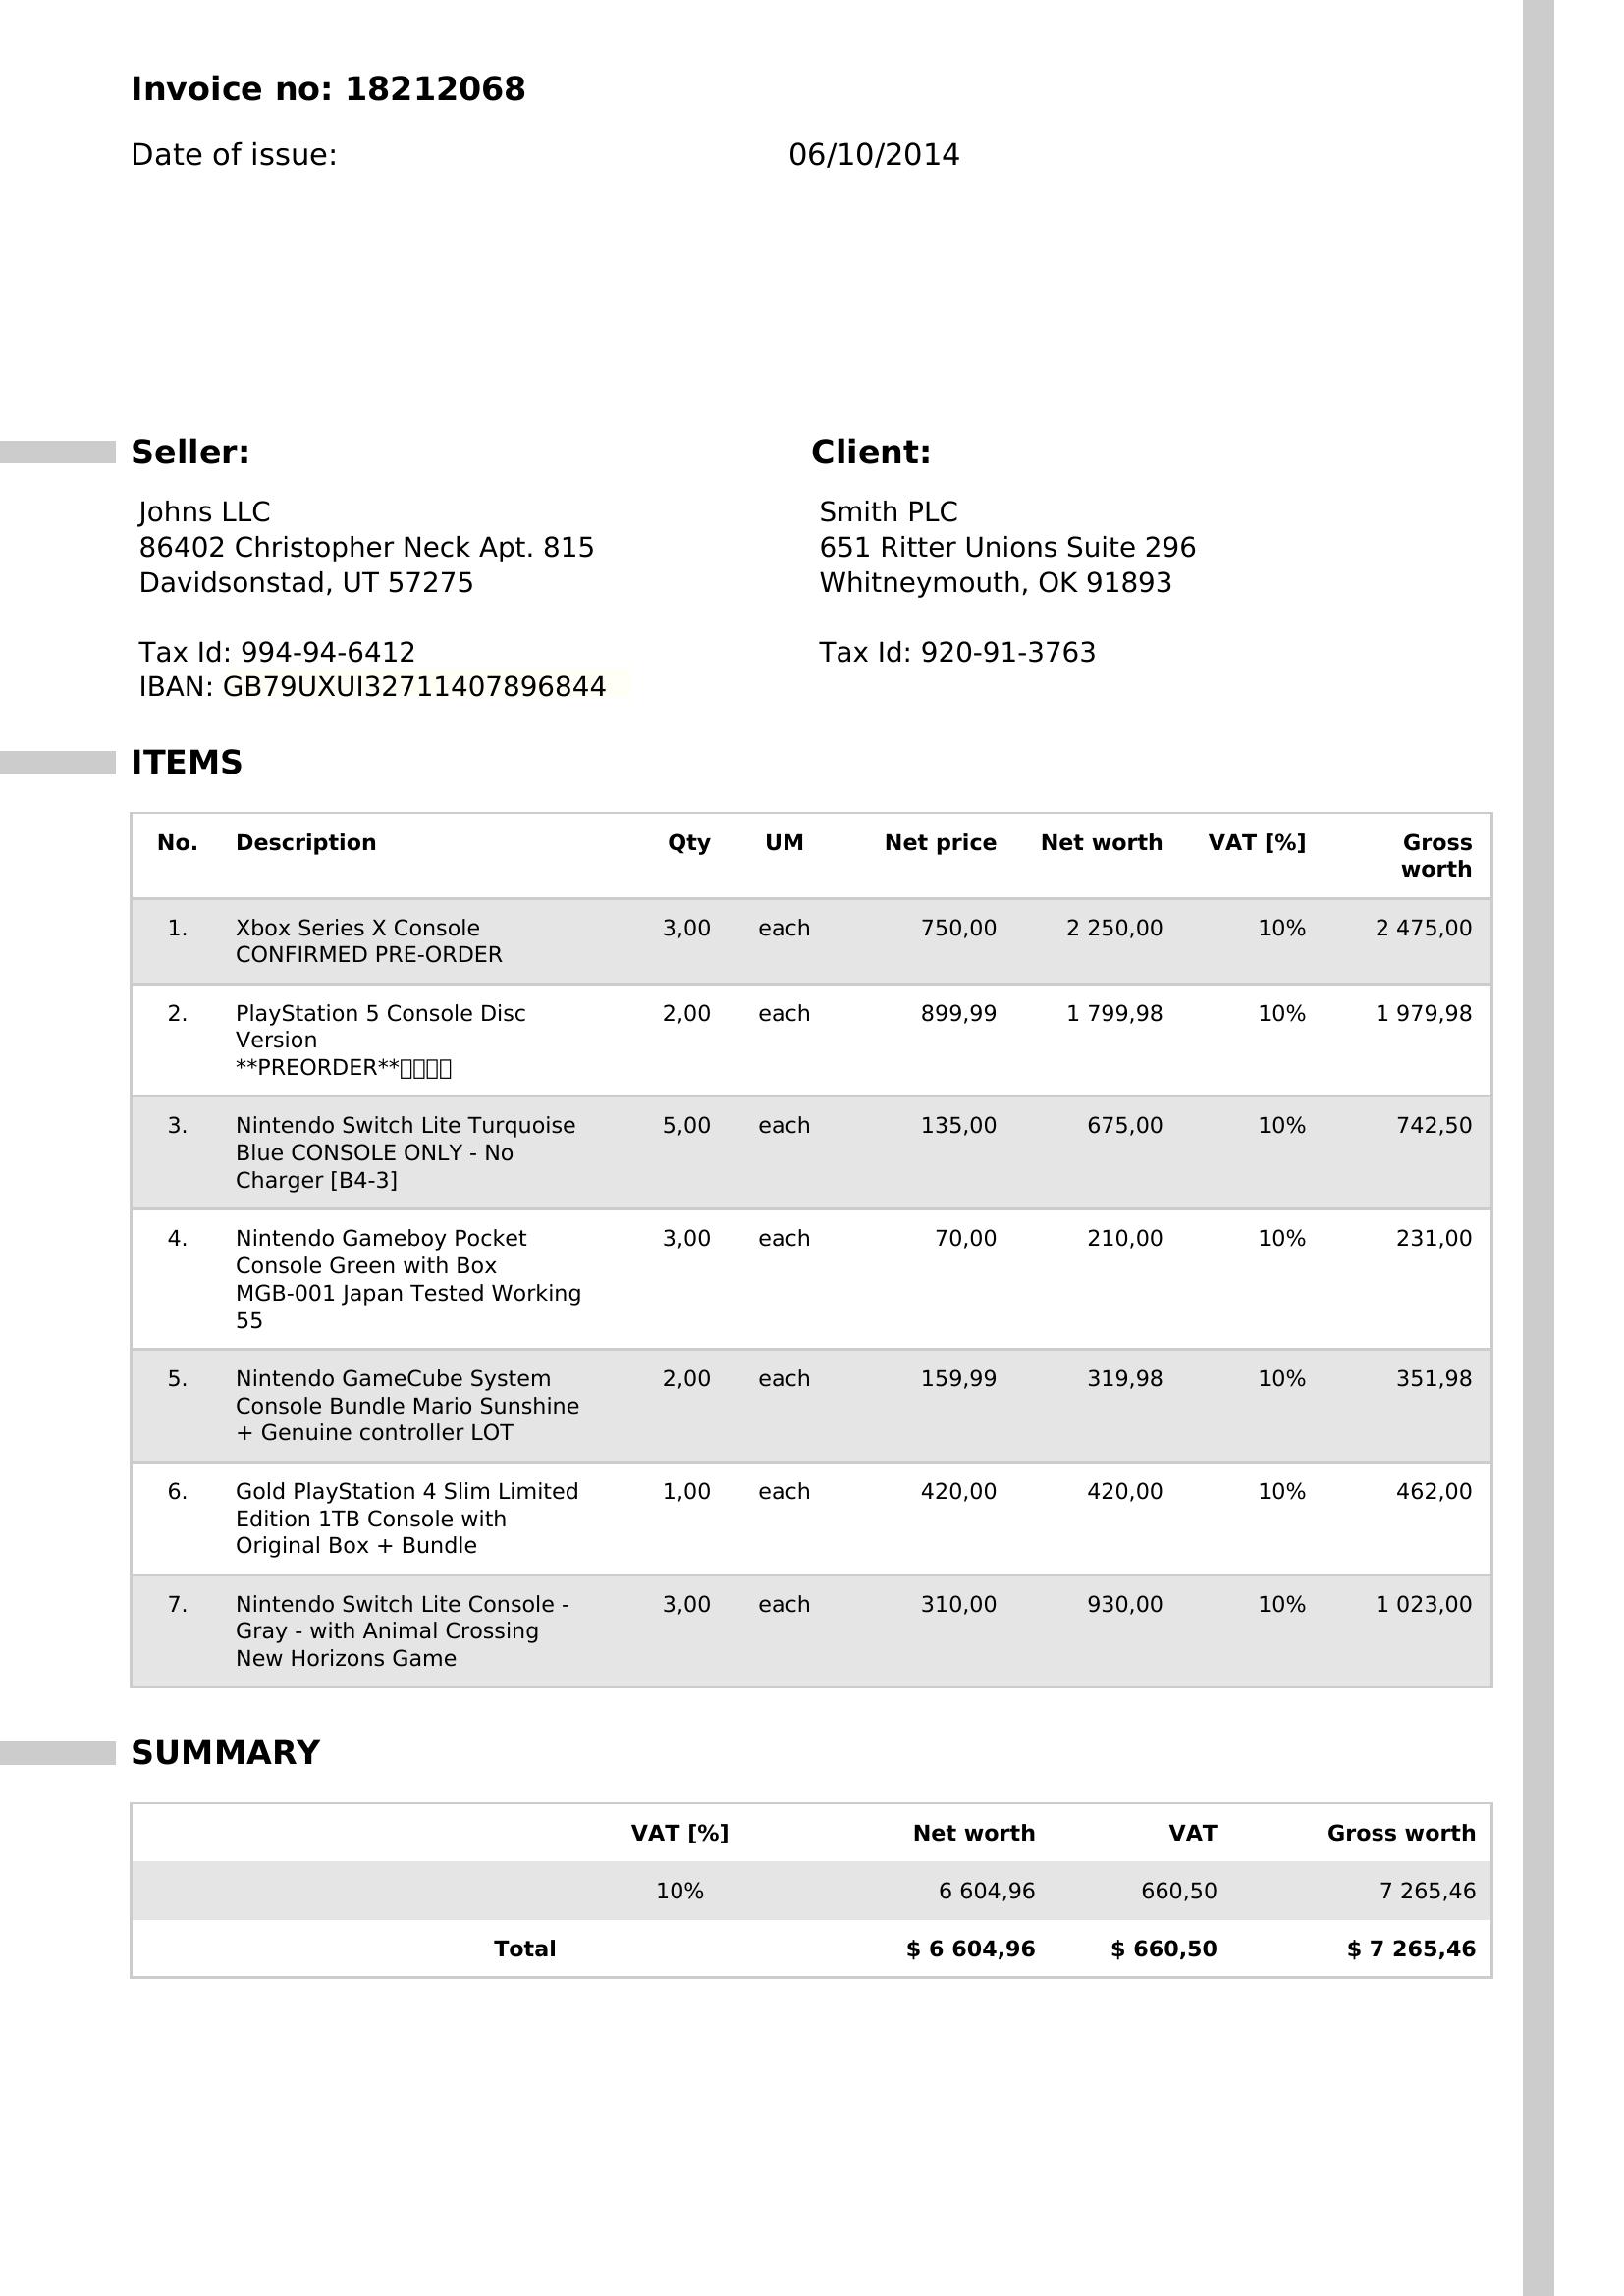 Invoice no: 18212068
Date of issue: 06/10/2014
Seller:
Johns LLC
86402 Christopher Neck Apt. 815
Davidsonstad, UT 57275
Tax Id: 994-94-6412
IBAN: GB79UXUI32711407896844
Client:
Smith PLC
651 Ritter Unions Suite 296
Whitneymouth, OK 91893
Tax Id: 920-91-3763
ITEMS
No. Description Qty UM Net price Net worth VAT [%] Gross
worth
1. Xbox Series X Console 3,00 each 750,00 2 250,00 10% 2 475,00
CONFIRMED PRE-ORDER
2. PlayStation 5 Console Disc 2,00 each 899,99 1 799,98 10% 1 979,98
Version
**PREORDER**
3. Nintendo Switch Lite Turquoise 5,00 each 135,00 675,00 10% 742,50
Blue CONSOLE ONLY - No
Charger [B4-3]
4. Nintendo Gameboy Pocket 3,00 each 70,00 210,00 10% 231,00
Console Green with Box
MGB-001 Japan Tested Working
55
5. Nintendo GameCube System 2,00 each 159,99 319,98 10% 351,98
Console Bundle Mario Sunshine
+ Genuine controller LOT
6. Gold PlayStation 4 Slim Limited 1,00 each 420,00 420,00 10% 462,00
Edition 1TB Console with
Original Box + Bundle
7. Nintendo Switch Lite Console - 3,00 each 310,00 930,00 10% 1 023,00
Gray - with Animal Crossing
New Horizons Game
SUMMARY
VAT [%] Net worth VAT Gross worth
10% 6 604,96 660,50 7 265,46
Total $ 6 604,96 $ 660,50 $ 7 265,46